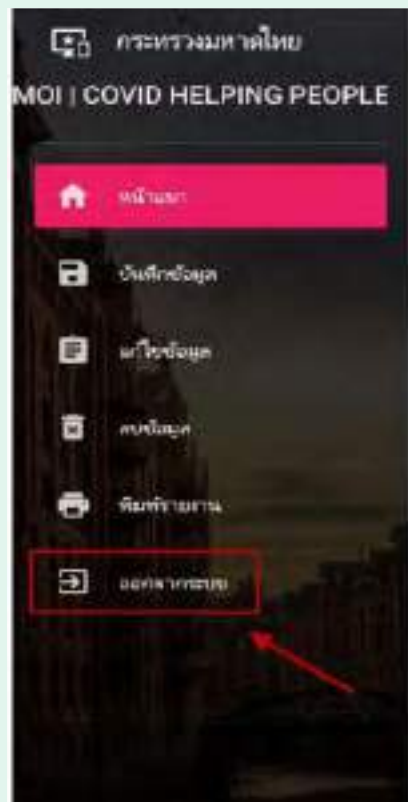 กระทรวงมหาดไทย
MOI | COVID HELPING PEOPLE
หน้าแรก
บันทึกข้อมูล
แก้ไขข้อมูล
ลบข้อมูล
พิมพ์รายงาน
ออกจากระบบ